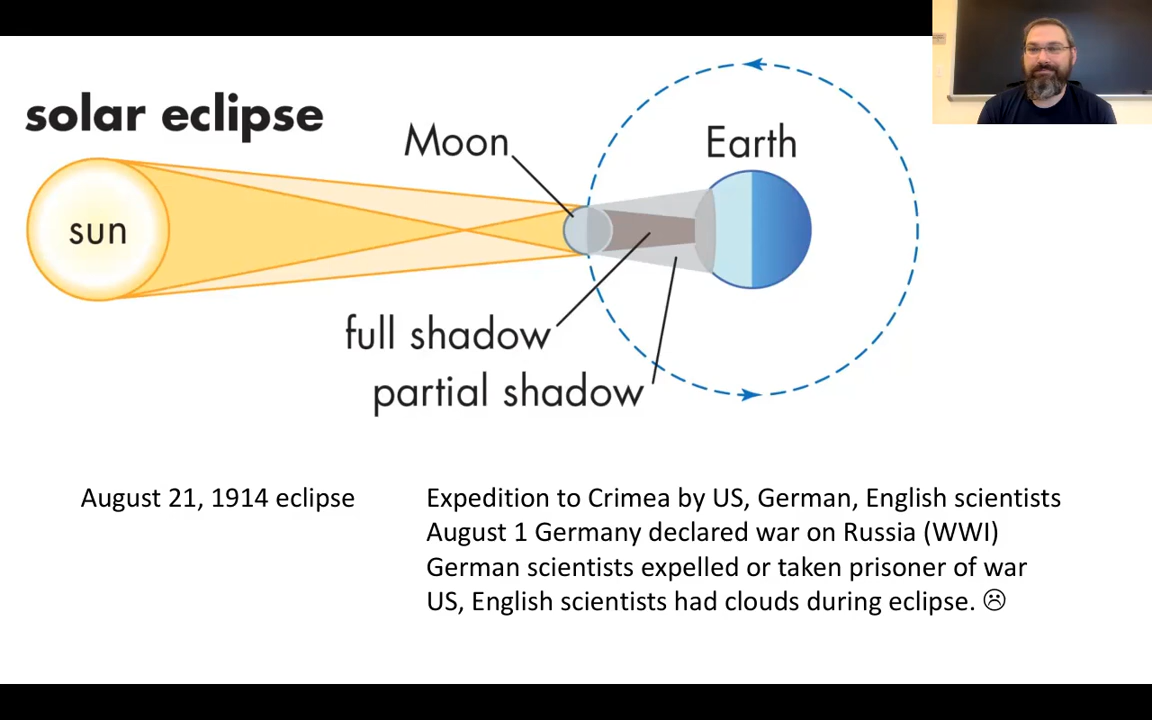 solar eclipse
Moon
Earth
sun
full shadow
partial shadow
August 21, 1914 eclipse
Expedition to Crimea by US, German, English scientists
August 1 Germany declared war on Russia (WWI)
German scientists expelled or taken prisoner of war
US, English scientists had clouds during eclipse. ☹